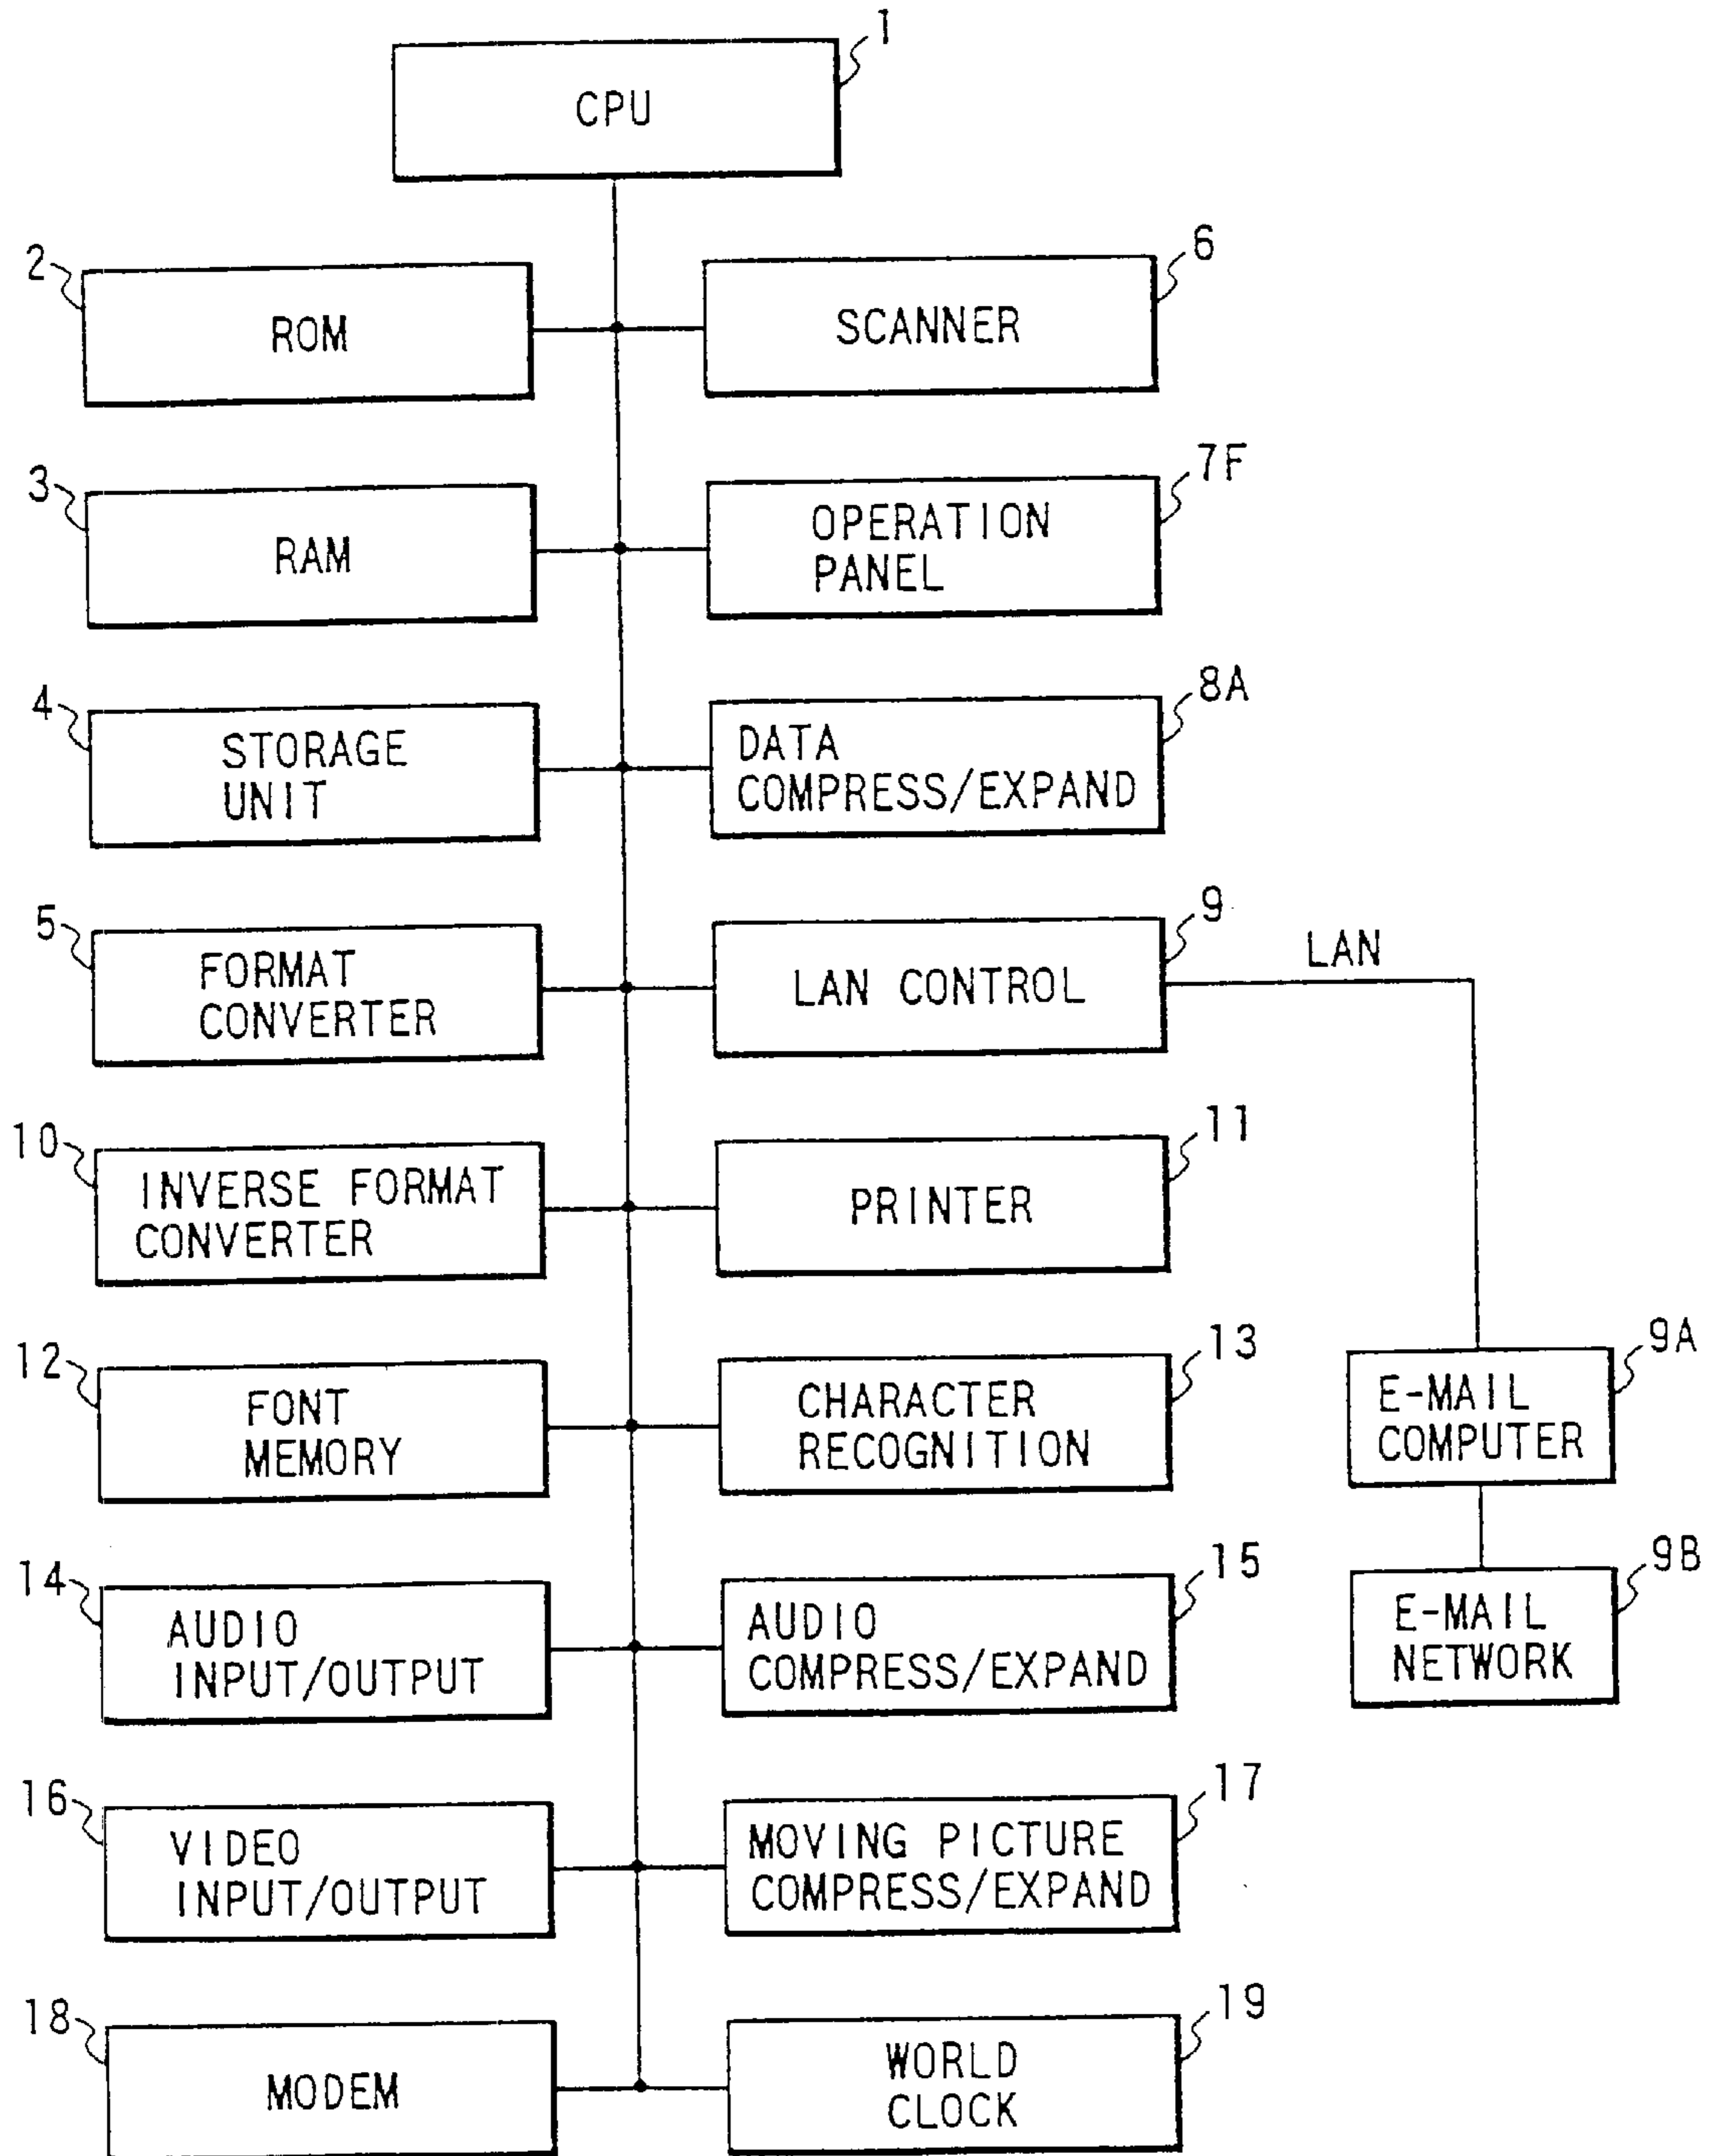 1
CPU
2
ROM
6
SCANNER
3
RAM
7F
OPERATION
PANEL
4
STORAGE
UNIT
8A
DATA
COMPRESS/EXPAND
5
FORMAT
CONVERTER
9
LAN CONTROL
LAN
10
INVERSE FORMAT
CONVERTER
11
PRINTER
12
FONT
MEMORY
13
CHARACTER
RECOGNITION
9A
E-MAIL
COMPUTER
14
AUDIO
INPUT/OUTPUT
15
AUDIO
COMPRESS/EXPAND
9B
E-MAIL
NETWORK
16
VIDEO
INPUT/OUTPUT
17
MOVING PICTURE
COMPRESS/EXPAND
18
MODEM
19
WORLD
CLOCK